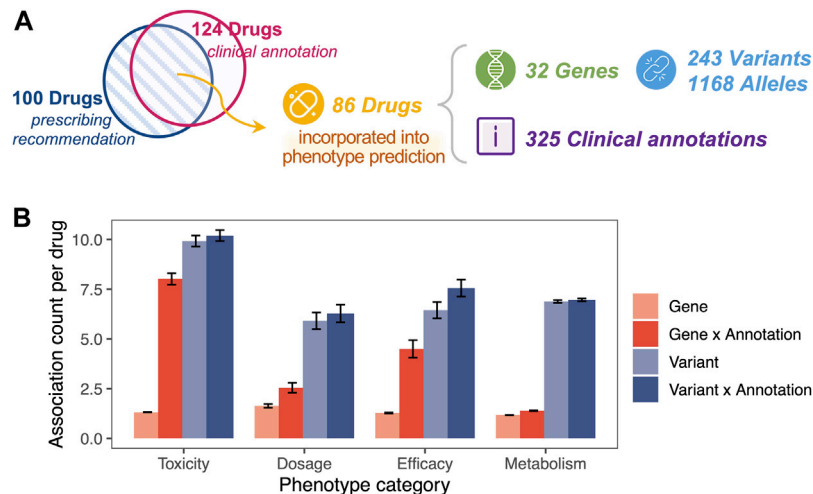 A
124 Drugs
clinical annotation
100 Drugs
prescribing
recommendation
86 Drugs
incorporated into
phenotype prediction
32 Genes
243 Variants
1168 Alleles
i
325 Clinical annotations
B
Association count per drug
10.0
7.5
5.0
2.5
0.0
Toxicity
Dosage
Efficacy
Metabolism
Phenotype category
Gene
Gene x Annotation
Variant
Variant x Annotation